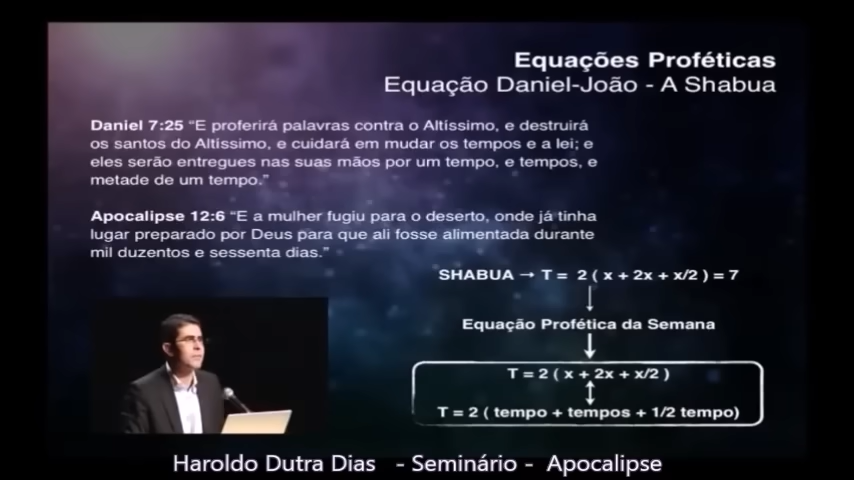 Equações Proféticas
Equação Daniel-João - A Shabua
Daniel 7:25 “E proferirá palavras contra o Altíssimo, e destruirá
os santos do Altíssimo, e cuidará em mudar os tempos e a lei; e
eles serão entregues nas suas mãos por um tempo, e tempos, e
metade de um tempo.”
Apocalipse 12:6 “E a mulher fugiu para o deserto, onde já tinha
lugar preparado por Deus para que ali fosse alimentada durante
mil duzentos e sessenta dias.”
SHABUA → T = 2 ( x + 2x + x/2 ) = 7
Equação Profética da Semana
T = 2 ( x + 2x + x/2 )
T = 2 ( tempo + tempos + 1/2 tempo)
Haroldo Dutra Dias - Seminário - Apocalipse